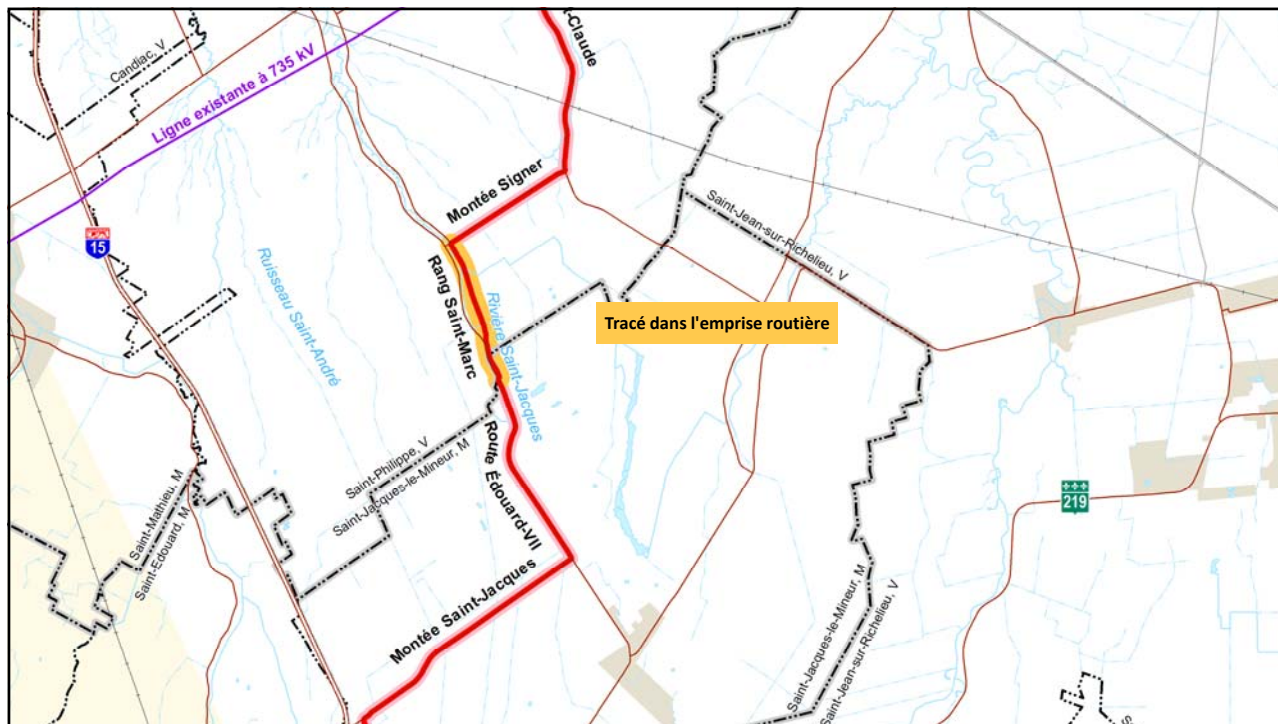 Candiac, V
Ligne existante à 735 kV
t-Claude
Montée Signer
15
Ruisseau Saint-André
Rang Saint-Marc
Rivière Saint-Jacques
Saint-Jean-sur-Richelieu, V
Tracé dans l'emprise routière
Route Édouard-VII
Saint-Philippe, V
Saint-Jacques-le-Mineur, M
Saint-Mathieu, M
Saint-Édouard, M
219
Montée Saint-Jacques
Saint-Jacques-le-Mineur, M
Saint-Jean-sur-Richelieu, V